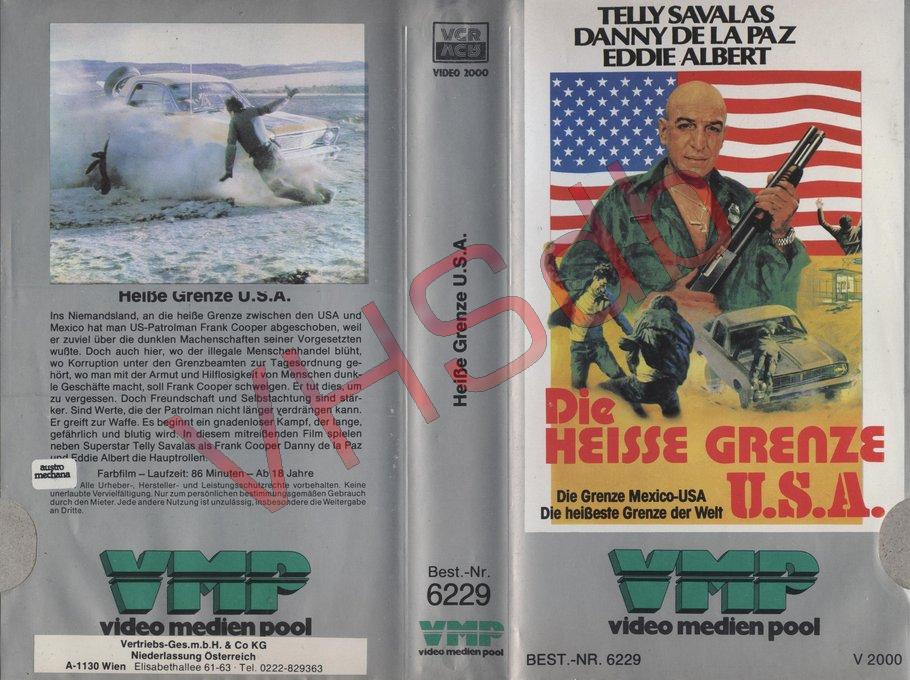 Heiße Grenze U.S.A.
Ins Niemandsland, an die heiße Grenze zwischen den USA und
Mexico hat man US-Patrolman Frank Cooper abgeschoben, weil
er zuviel über die dunklen Machenschaften seiner Vorgesetzten
wußte. Doch auch hier, wo der illegale Menschenhandel blüht,
wo Korruption unter den Grenzbeamten zur Tagesordnung ge-
hört, wo man mit der Armut und Hilflosigkeit von Menschen dunk-
le Geschäfte macht, soll Frank Cooper schweigen. Er tut dies, um
zu vergessen. Doch Freundschaft und Selbstachtung sind stär-
ker. Sind Werte, die der Patrolman nicht länger verdrängen kann.
Er greift zur Waffe. Es beginnt ein gnadenloser Kampf, der lange,
gefährlich und blutig wird. In diesem mitreißenden Film spielen
neben Superstar Telly Savalas als Frank Cooper Danny de la Paz
und Eddie Albert die Hauptrollen.
austro
mechana
Farbfilm – Laufzeit: 86 Minuten – Ab 18 Jahre
Alle Urheber-, Hersteller- und Leistungsschutzrechte vorbehalten. Keine
unerlaubte Vervielfältigung. Nur zum persönlichen bestimmungsgemäßen Gebrauch
durch den Mieter. Jede andere Nutzung ist unzulässig, insbesondere die Weitergabe
an Dritte.
VMP
video medien pool
Vertriebs-Ges.m.b.H. & Co KG
Niederlassung Österreich
A-1130 Wien Elisabethallee 61-63 · Tel. 0222-829363
VCR
VIDEO 2000
Heiße Grenze U.S.A.
Best.-Nr.
6229
VMP
video medien pool
TELLY SAVALAS
DANNY DE LA PAZ
EDDIE ALBERT
Die
HEISSE GRENZE
U.S.A.
Die Grenze Mexico-USA
Die heißeste Grenze der Welt
VMP
video medien pool
BEST.-NR. 6229
V 2000